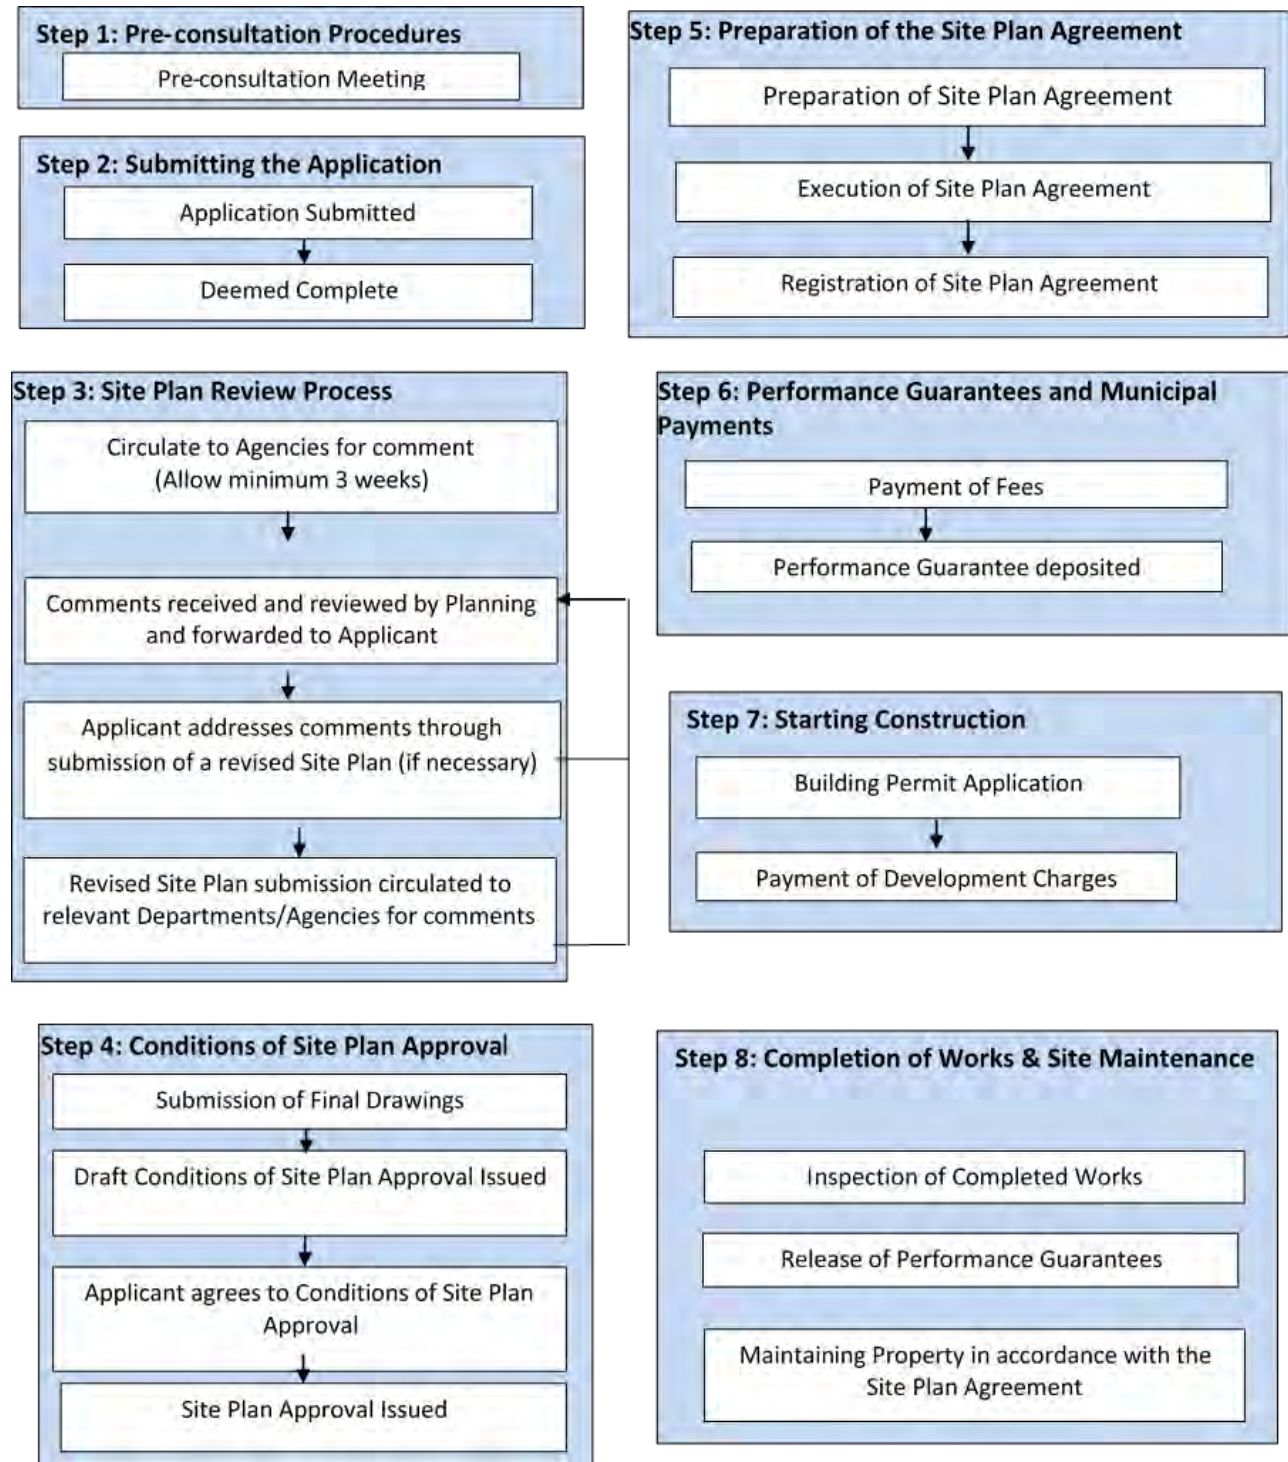 Step 1: Pre-consultation Procedures
Pre-consultation Meeting
Step 2: Submitting the Application
Application Submitted
Deemed Complete
Step 3: Site Plan Review Process
Circulate to Agencies for comment
(Allow minimum 3 weeks)
Comments received and reviewed by Planning
and forwarded to Applicant
Applicant addresses comments through
submission of a revised Site Plan (if necessary)
Revised Site Plan submission circulated to
relevant Departments/Agencies for comments
Step 4: Conditions of Site Plan Approval
Submission of Final Drawings
Draft Conditions of Site Plan Approval Issued
Applicant agrees to Conditions of Site Plan
Approval
Site Plan Approval Issued
Step 5: Preparation of the Site Plan Agreement
Preparation of Site Plan Agreement
Execution of Site Plan Agreement
Registration of Site Plan Agreement
Step 6: Performance Guarantees and Municipal
Payments
Payment of Fees
Performance Guarantee deposited
Step 7: Starting Construction
Building Permit Application
Payment of Development Charges
Step 8: Completion of Works & Site Maintenance
Inspection of Completed Works
Release of Performance Guarantees
Maintaining Property in accordance with the
Site Plan Agreement